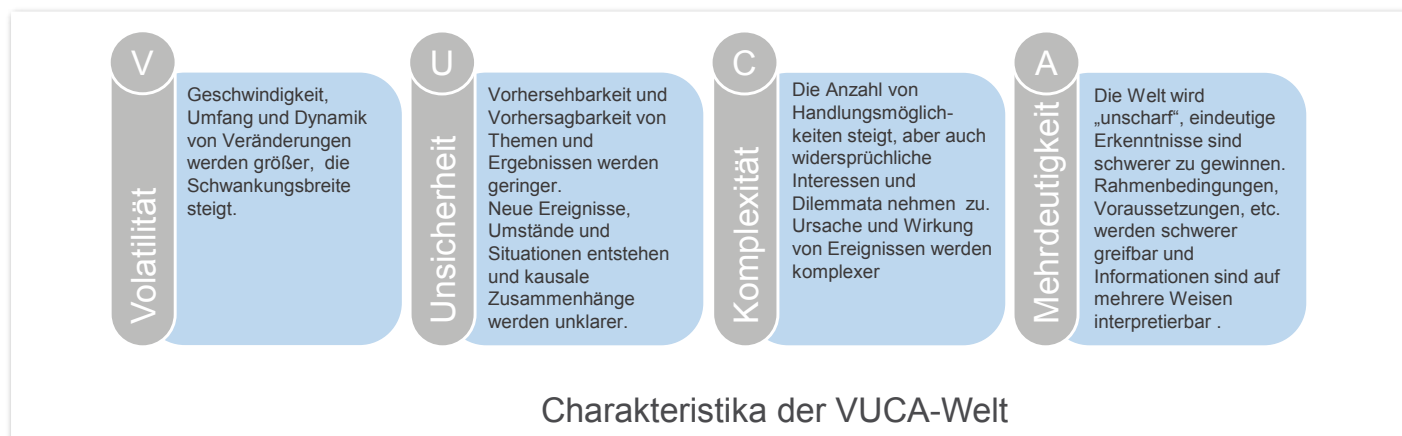 V
Volatilität
Geschwindigkeit,
Umfang und Dynamik
von Veränderungen
werden größer,  die
Schwankungsbreite
steigt.
U
Unsicherheit
Vorhersehbarkeit und
Vorhersagbarkeit von
Themen und
Ergebnissen werden
geringer.
Neue Ereignisse,
Umstände und
Situationen entstehen
und kausale
Zusammenhänge
werden unklarer.
C
Komplexität
Die Anzahl von
Handlungsmöglich-
keiten steigt, aber auch
widersprüchliche
Interessen und
Dilemmata nehmen  zu.
Ursache und Wirkung
von Ereignissen werden
komplexer
A
Mehrdeutigkeit
Die Welt wird
„unscharf“, eindeutige
Erkenntnisse sind
schwerer zu gewinnen.
Rahmenbedingungen,
Voraussetzungen, etc.
werden schwerer
greifbar und
Informationen sind auf
mehrere Weisen
interpretierbar .
Charakteristika der VUCA-Welt